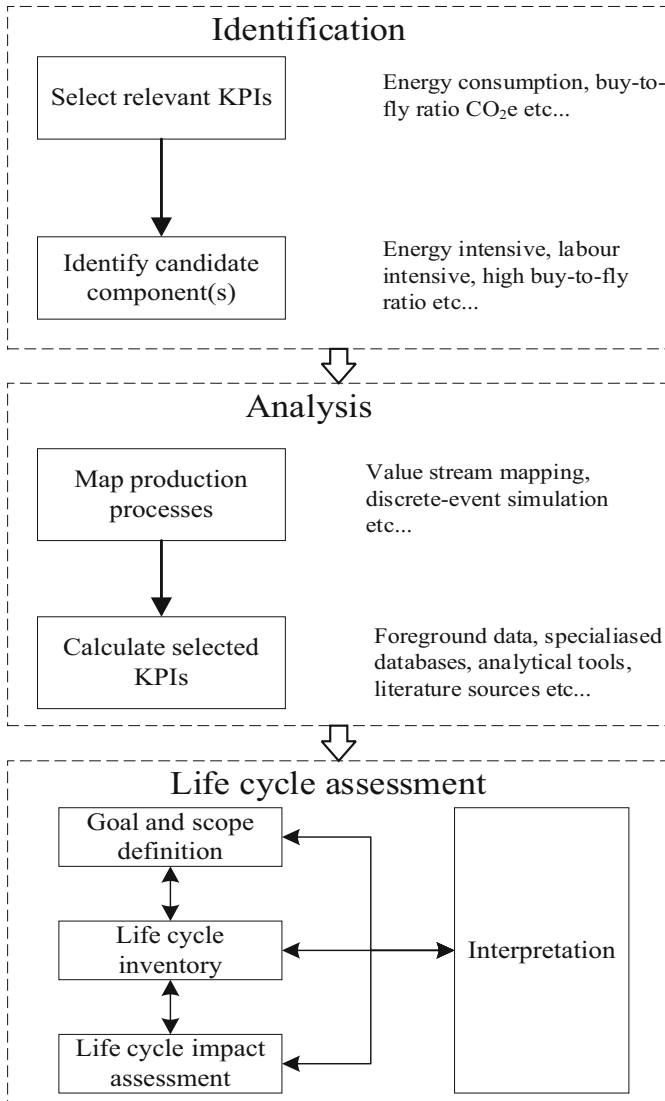 Identification
Select relevant KPIs
Energy consumption, buy-to-
fly ratio CO₂e etc...
Identify candidate
component(s)
Energy intensive, labour
intensive, high buy-to-fly
ratio etc...
Analysis
Map production
processes
Value stream mapping,
discrete-event simulation
etc...
Calculate selected
KPIs
Foreground data, specialiased
databases, analytical tools,
literature sources etc...
Life cycle assessment
Goal and scope
definition
Life cycle
inventory
Life cycle impact
assessment
Interpretation